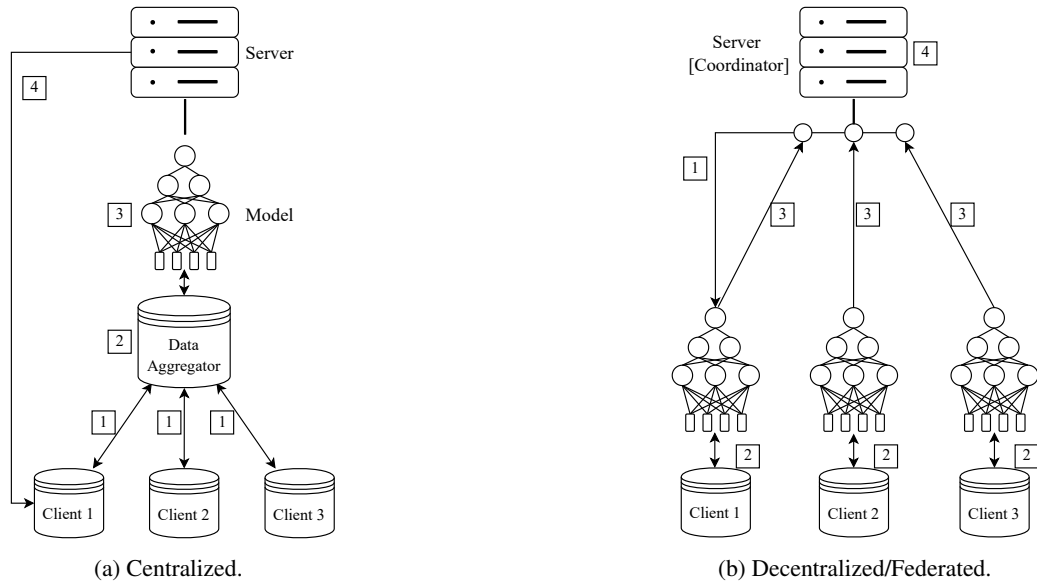 Server
4
3
Model
2
Data
Aggregator
1
1
1
Client 1
Client 2
Client 3
(a) Centralized.
Server
[Coordinator]
4
1
3
3
3
2
2
2
Client 1
Client 2
Client 3
(b) Decentralized/Federated.